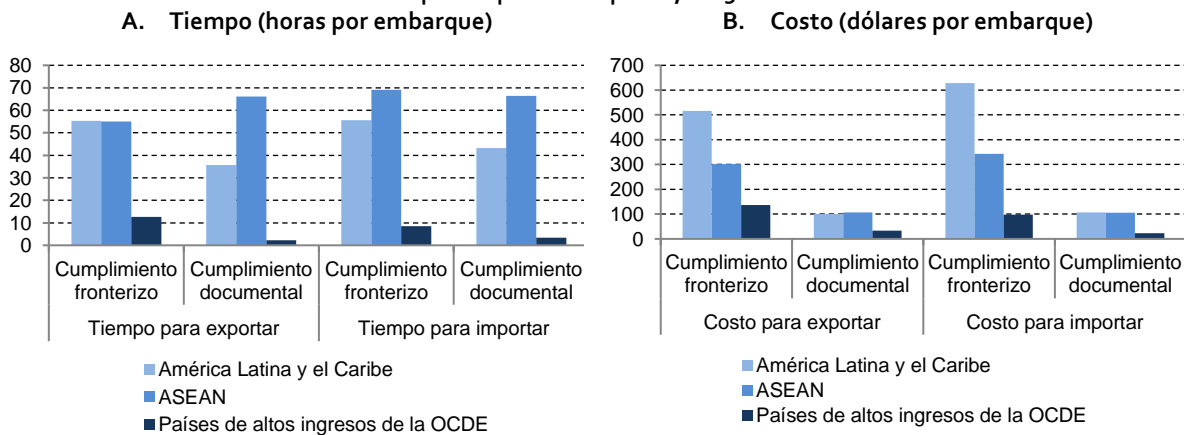 A. Tiempo (horas por embarque)
80
70
60
50
40
30
20
10
0
Cumplimiento fronterizo
Cumplimiento documental
Cumplimiento fronterizo
Cumplimiento documental
Tiempo para exportar
Tiempo para importar
América Latina y el Caribe
ASEAN
Países de altos ingresos de la OCDE
B. Costo (dólares por embarque)
700
600
500
400
300
200
100
0
Cumplimiento fronterizo
Cumplimiento documental
Cumplimiento fronterizo
Cumplimiento documental
Costo para exportar
Costo para importar
América Latina y el Caribe
ASEAN
Países de altos ingresos de la OCDE